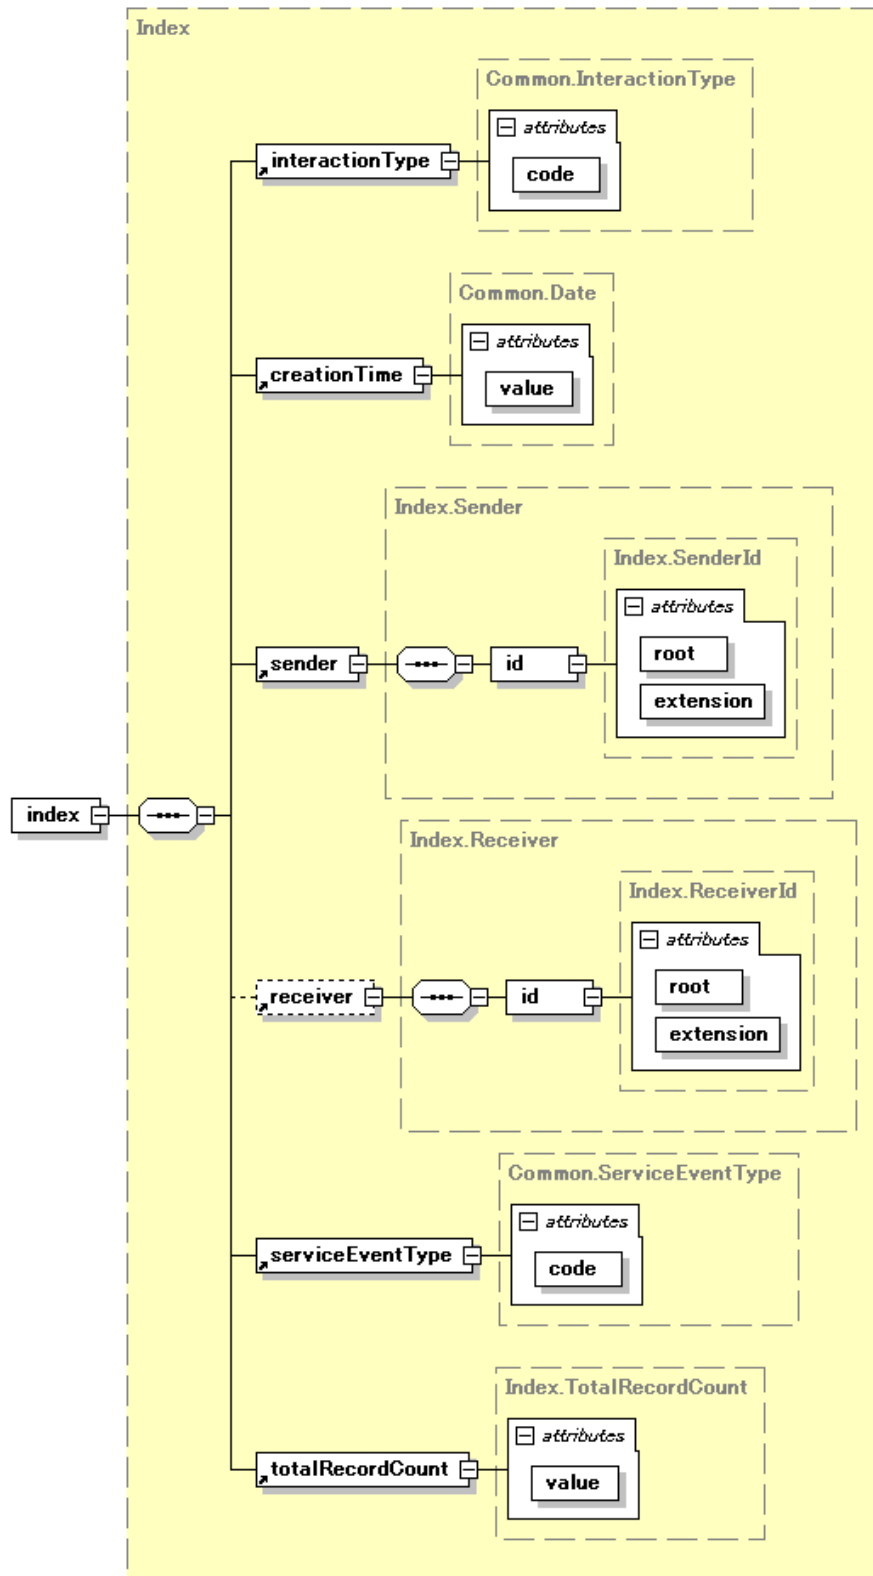 Index
Common.InteractionType
attributes
interactionType
code
Common.Date
attributes
creationTime
value
Index.Sender
Index.SenderId
attributes
sender
id
root
extension
index
Index.Receiver
Index.ReceiverId
attributes
receiver
id
root
extension
Common.ServiceEventType
attributes
serviceEventType
code
Index.TotalRecordCount
attributes
totalRecordCount
value